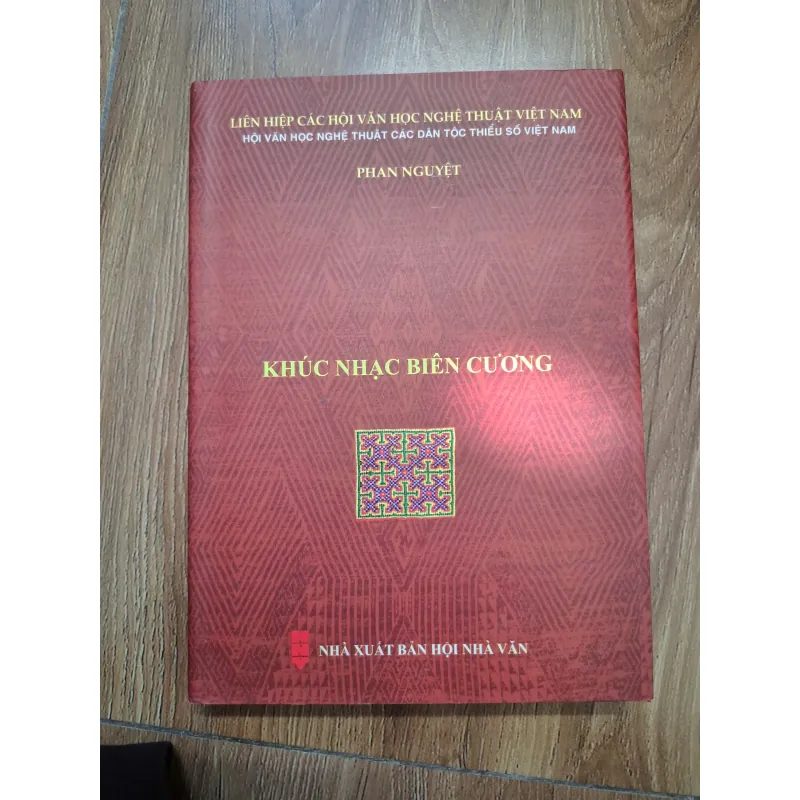 LIÊN HIỆP CÁC HỘI VĂN HỌC NGHỆ THUẬT VIỆT NAM
HỘI VĂN HỌC NGHỆ THUẬT CÁC DÂN TỘC THIỂU SỐ VIỆT NAM
PHAN NGUYỆT
KHÚC NHẠC BIÊN CƯƠNG
NHÀ XUẤT BẢN HỘI NHÀ VĂN